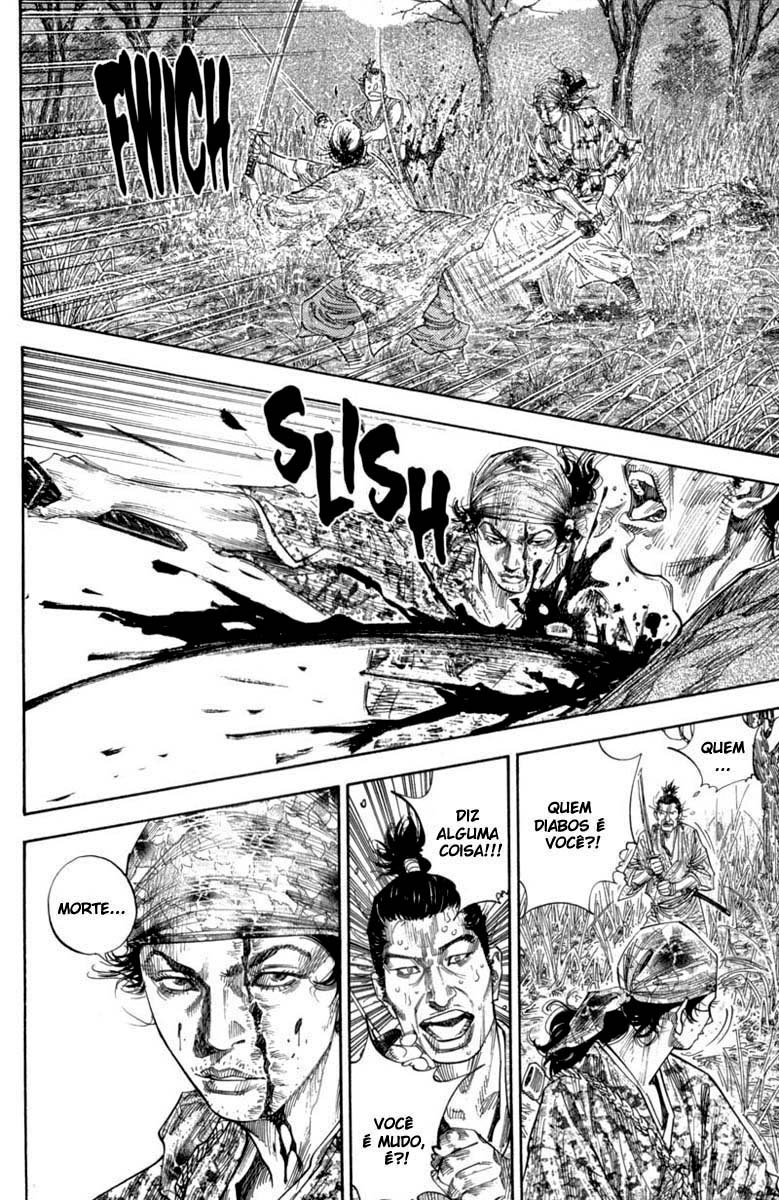 FWICH
SLISH
QUEM
...
QUEM
DIABOS É
VOCÊ?!
DIZ
ALGUMA
COISA!!!
VOCÊ
É MUDO,
É?!
MORTE...